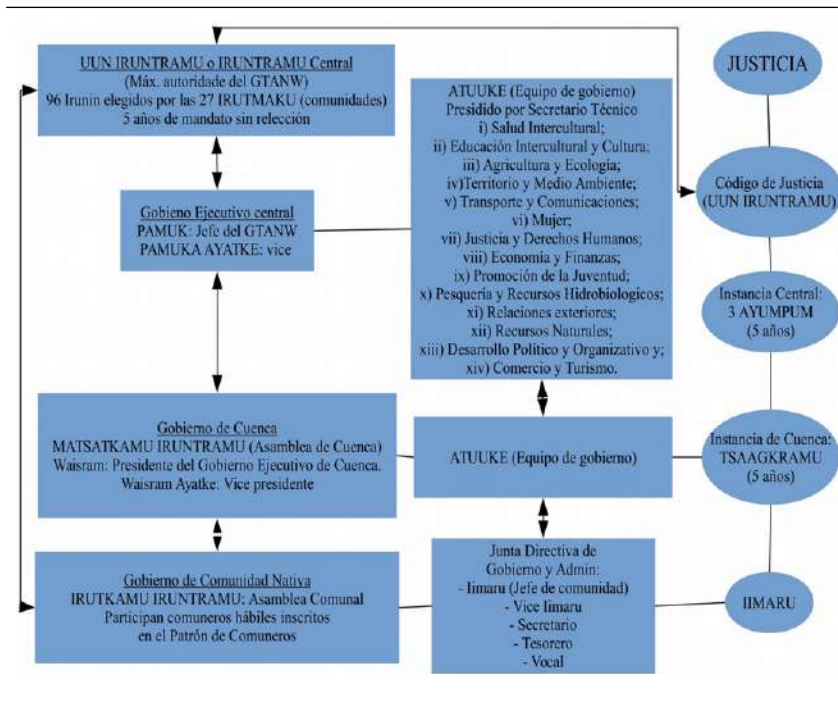 UUN IRUNTRAMU o IRUNTRAMU Central
(Máx. autoridade del GTANW)
96 Irunin elegidos por las 27 IRUTMAKU (comunidades)
5 años de mandato sin relección
Gobieno Ejecutivo central
PAMUK: Jefe del GTANW
PAMUKA AYATKE: vice
ATUUKE (Equipo de gobierno)
Presidido por Secretario Técnico
i) Salud Intercultural;
ii) Educación Intercultural y Cultura;
iii) Agricultura y Ecología;
iv)Territorio y Medio Ambiente;
v) Transporte y Comunicaciones;
vi) Mujer;
vii) Justicia y Derechos Humanos;
viii) Economía y Finanzas;
ix) Promoción de la Juventud;
x) Pesquería y Recursos Hidrobiologicos;
xi) Relaciones exteriores;
xii) Recursos Naturales;
xiii) Desarrollo Político y Organizativo y;
xiv) Comercio y Turismo.
JUSTICIA
Código de Justicia
(UUN IRUNTRAMU)
Instancia Central:
3 AYUMPUM
(5 años)
Gobierno de Cuenca
MATSATKAMU IRUNTRAMU (Asamblea de Cuenca)
Waisram: Presidente del Gobierno Ejecutivo de Cuenca.
Waisram Ayatke: Vice presidente
ATUUKE (Equipo de gobierno)
Instancia de Cuenca:
TSAAGKRAMU
(5 años)
Gobierno de Comunidad Nativa
IRUTKAMU IRUNTRAMU: Asamblea Comunal
Participan comuneros hábiles inscritos
en el Patrón de Comuneros
Junta Directiva de
Gobierno y Admin:
- Iimaru (Jefe de comunidad)
- Vice Iimaru
- Secretario
- Tesorero
- Vocal
IIMARU